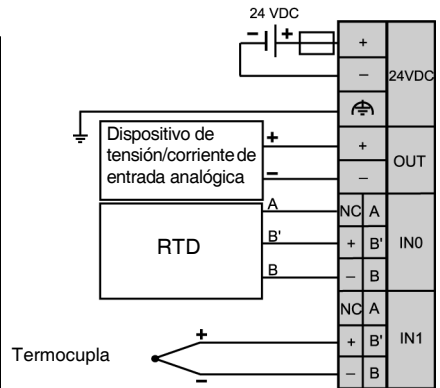 24 VDC
− + +
− 24VDC
Dispositivo de
tensión/corriente de
entrada analógica
+ +
− −
OUT
A NC A
RTD B' + B' IN0
B − B
NC A
Termocupla + + B' IN1
− − B